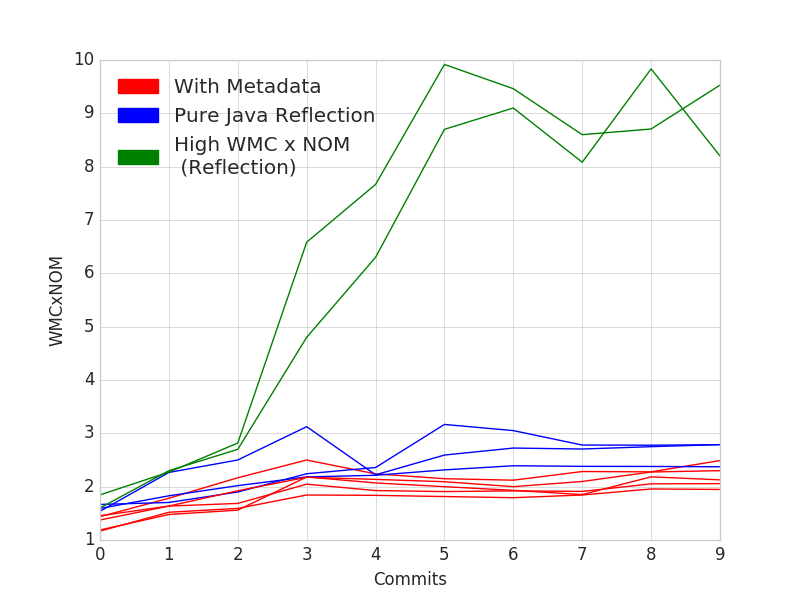 10
9
8
7
6
5
4
3
2
1
WMCxNOM
With Metadata
Pure Java Reflection
High WMC x NOM
(Reflection)
0 1 2 3 4 5 6 7 8 9
Commits